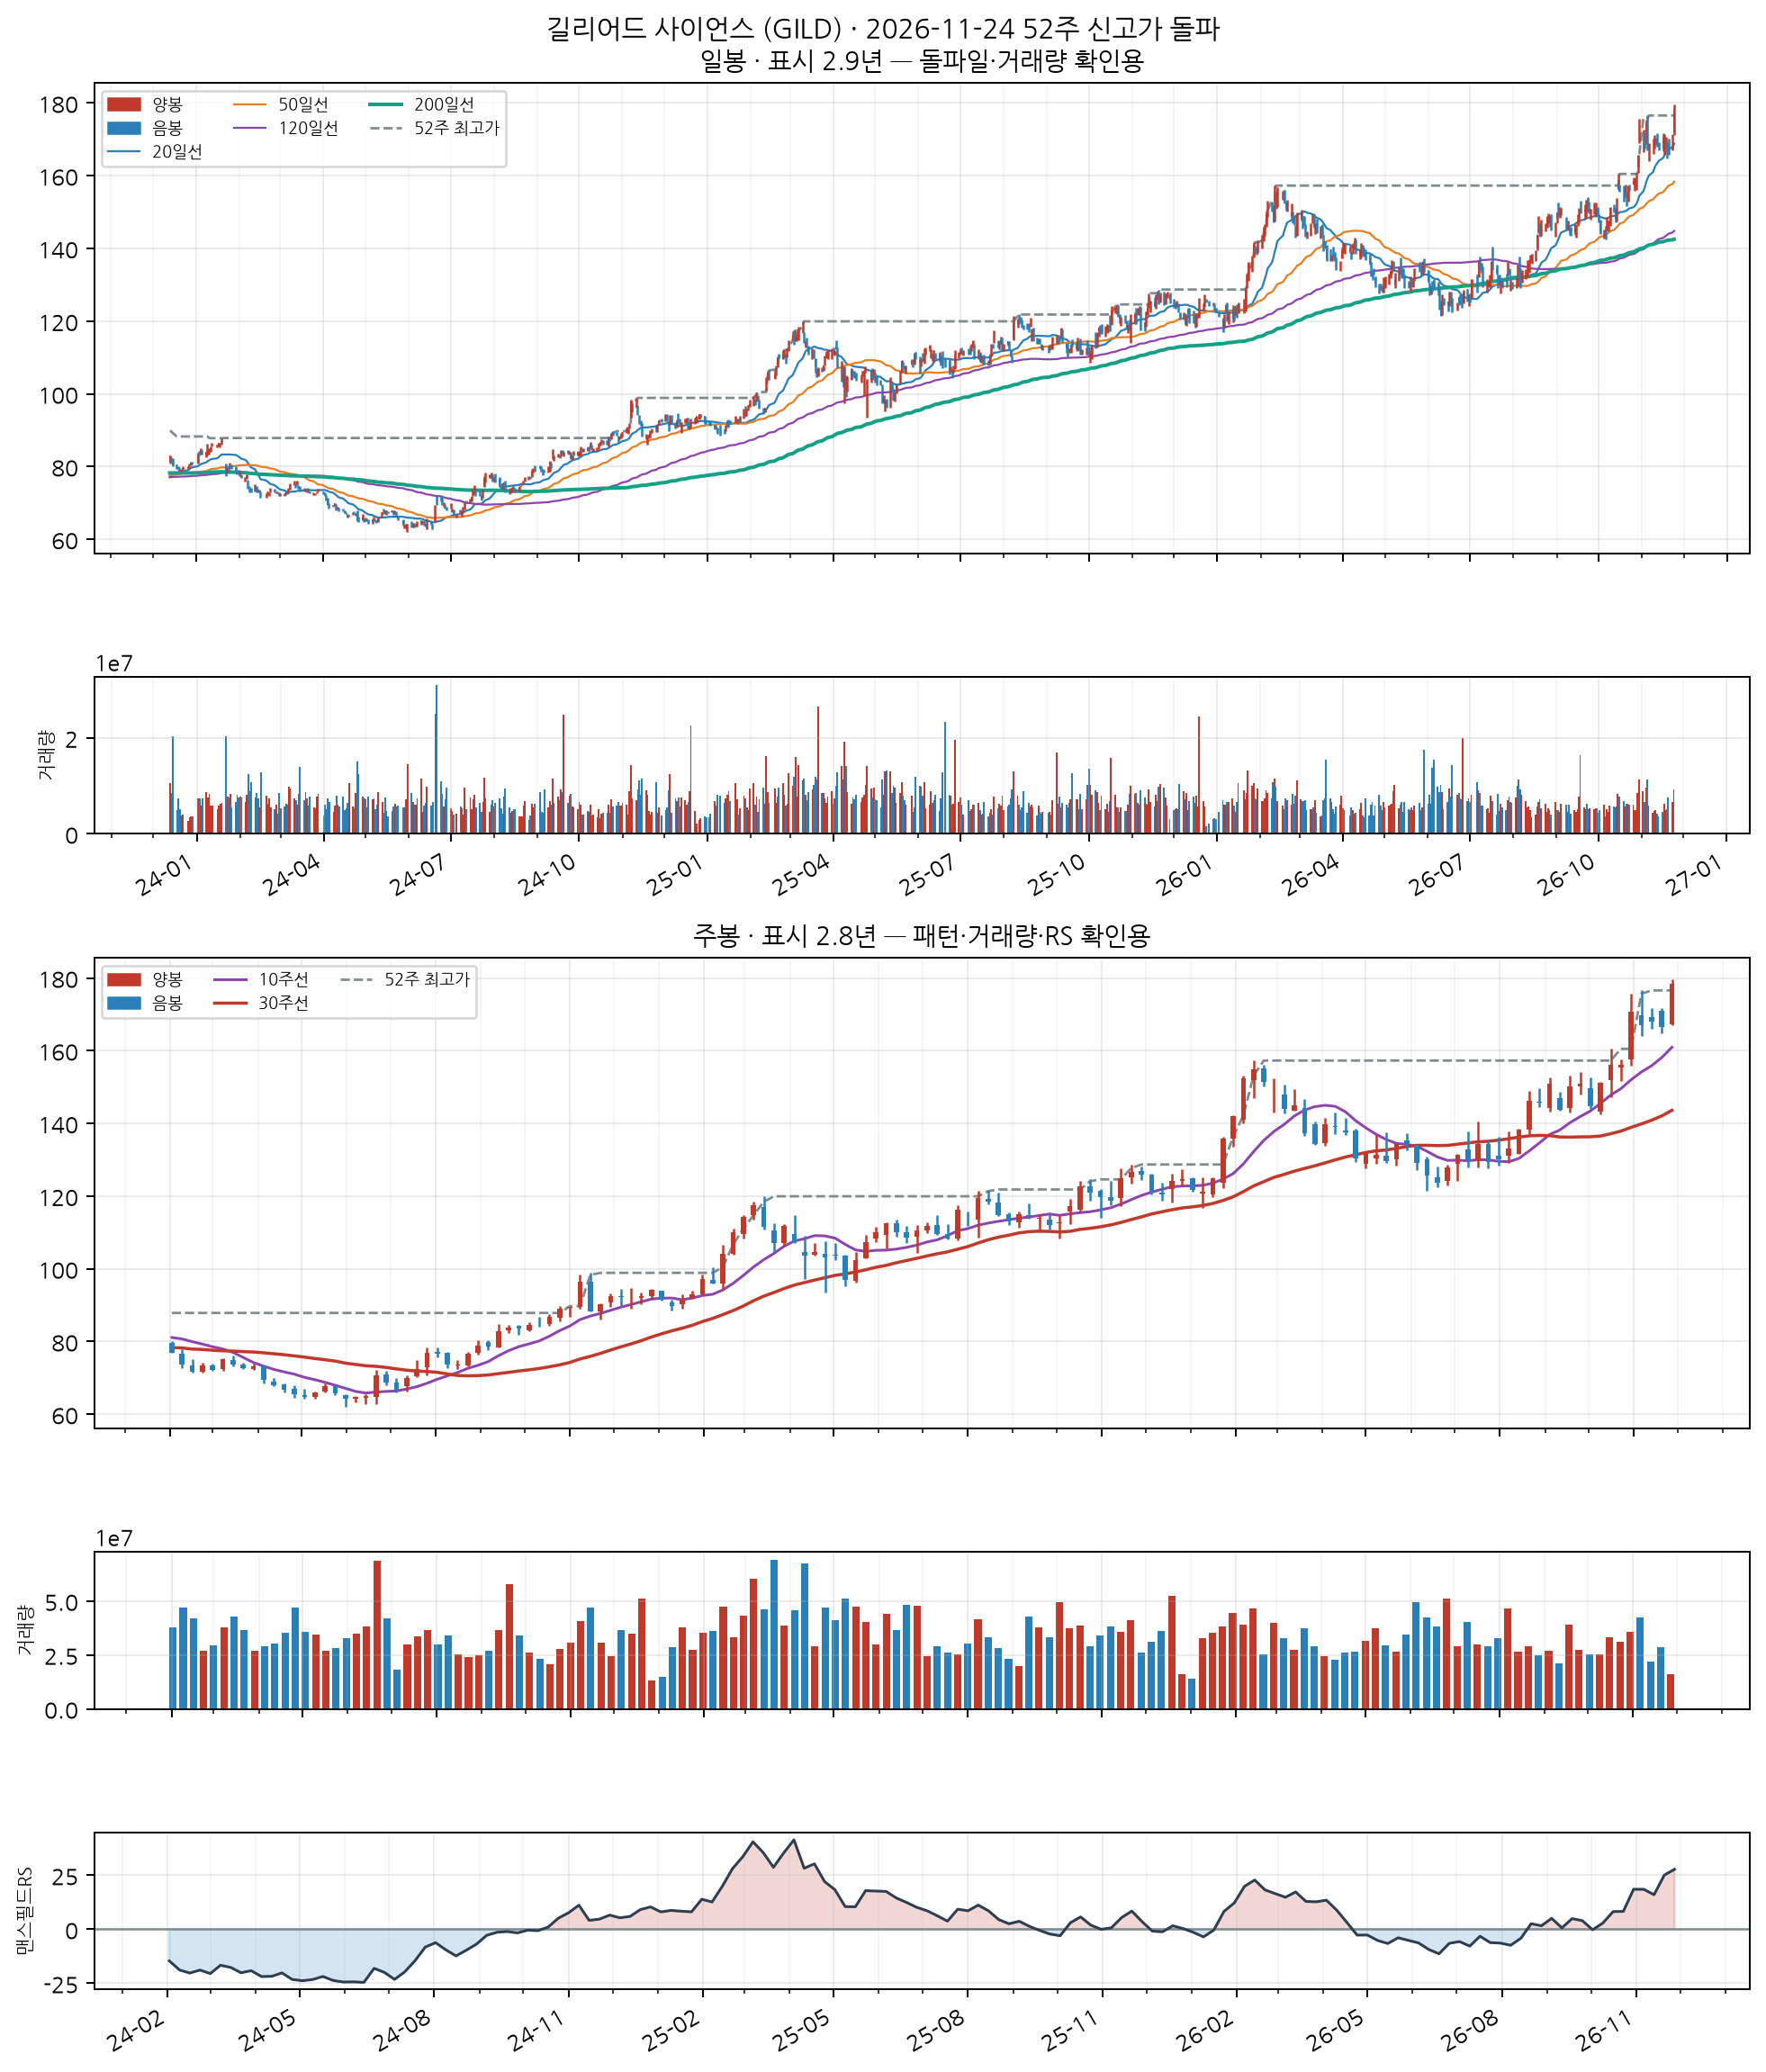 길리어드 사이언스 (GILD) · 2026-11-24 52주 신고가 돌파
일봉 · 표시 2.9년 — 돌파일·거래량 확인용
양봉 50일선 200일선
음봉 120일선 52주 최고가
20일선
180
160
140
120
100
80
60
1e7
거래량
2
0
24-01 24-04 24-07 24-10 25-01 25-04 25-07 25-10 26-01 26-04 26-07 26-10 27-01
주봉 · 표시 2.8년 — 패턴·거래량·RS 확인용
양봉 10주선 52주 최고가
음봉 30주선
180
160
140
120
100
80
60
1e7
거래량
5.0
2.5
0.0
맨스필드RS
25
0
-25
24-02 24-05 24-08 24-11 25-02 25-05 25-08 25-11 26-02 26-05 26-08 26-11